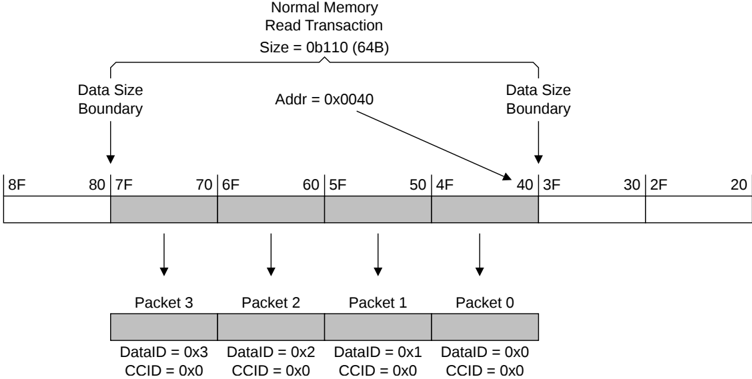 Normal Memory
Read Transaction
Size = 0b110 (64B)
Data Size
Boundary
Addr = 0x0040
Data Size
Boundary
8F 80 7F 70 6F 60 5F 50 4F 40 3F 30 2F 20
Packet 3 Packet 2 Packet 1 Packet 0
DataID = 0x3 DataID = 0x2 DataID = 0x1 DataID = 0x0
CCID = 0x0 CCID = 0x0 CCID = 0x0 CCID = 0x0